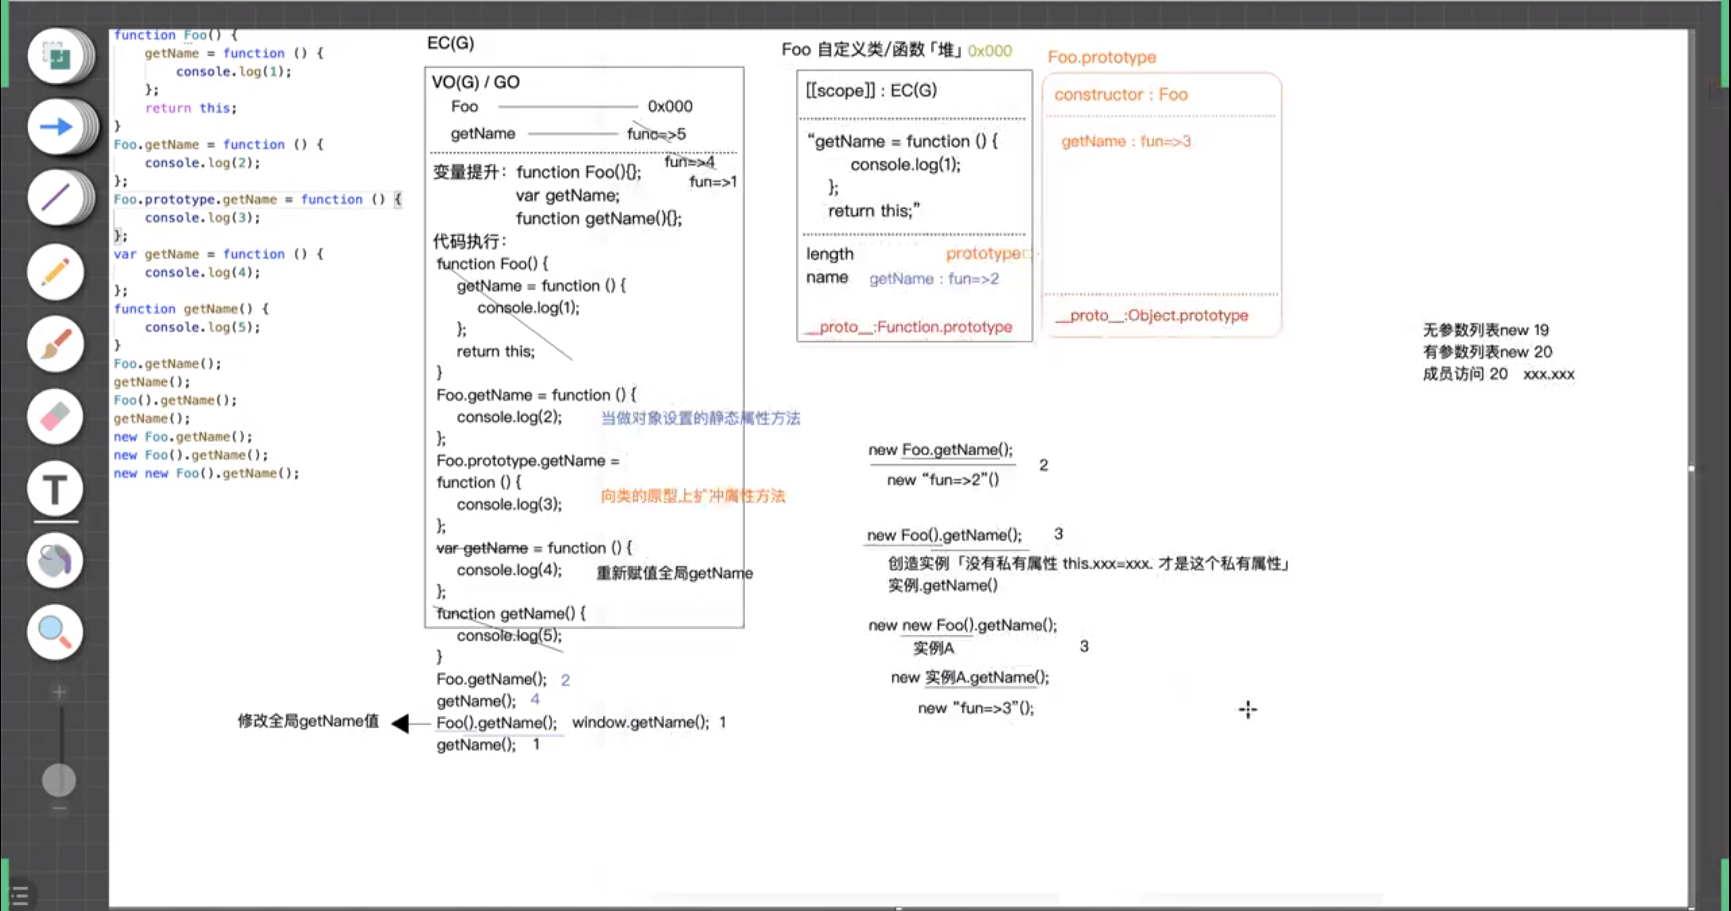 function Foo() {
getName = function () {
console.log(1);
};
return this;
}
Foo.getName = function () {
console.log(2);
};
Foo.prototype.getName = function () {
console.log(3);
};
var getName = function () {
console.log(4);
};
function getName() {
console.log(5);
}
Foo.getName();
getName();
Foo().getName();
getName();
new Foo.getName();
new Foo().getName();
new new Foo().getName();
T
EC(G)
VO(G) / GO
Foo 0x000
getName func=>5
fun=>4
fun=>1
变量提升：function Foo(){};
var getName;
function getName(){};
代码执行：
function Foo() {
getName = function () {
console.log(1);
};
return this;
}
Foo.getName = function () {
console.log(2); 当做对象设置的静态属性方法
};
Foo.prototype.getName =
function () {
console.log(3); 向类的原型上扩冲属性方法
};
var getName = function () {
console.log(4); 重新赋值全局getName
};
function getName() {
console.log(5);
}
Foo.getName(); 2
getName(); 4
修改全局getName值 Foo().getName(); window.getName(); 1
getName(); 1
Foo 自定义类/函数「堆」0x000
[[scope]] : EC(G)
“getName = function () {
console.log(1);
};
return this;”
length prototype
name getName : fun=>2
__proto__:Function.prototype
Foo.prototype
constructor : Foo
getName : fun=>3
__proto__:Object.prototype
无参数列表new 19
有参数列表new 20
成员访问 20 xxx.xxx
new Foo.getName(); 2
new “fun=>2”()
new Foo().getName(); 3
创造实例「没有私有属性 this.xxx=xxx. 才是这个私有属性」
实例.getName()
new new Foo().getName();
实例A 3
new 实例A.getName();
new “fun=>3”();